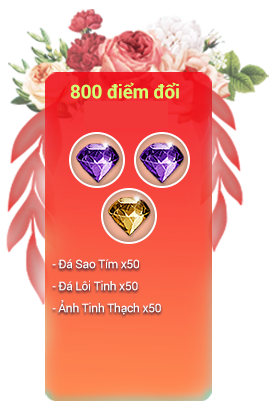 800 điểm đổi
- Đá Sao Tím x50
- Đá Lôi Tinh x50
- Ảnh Tinh Thạch x50